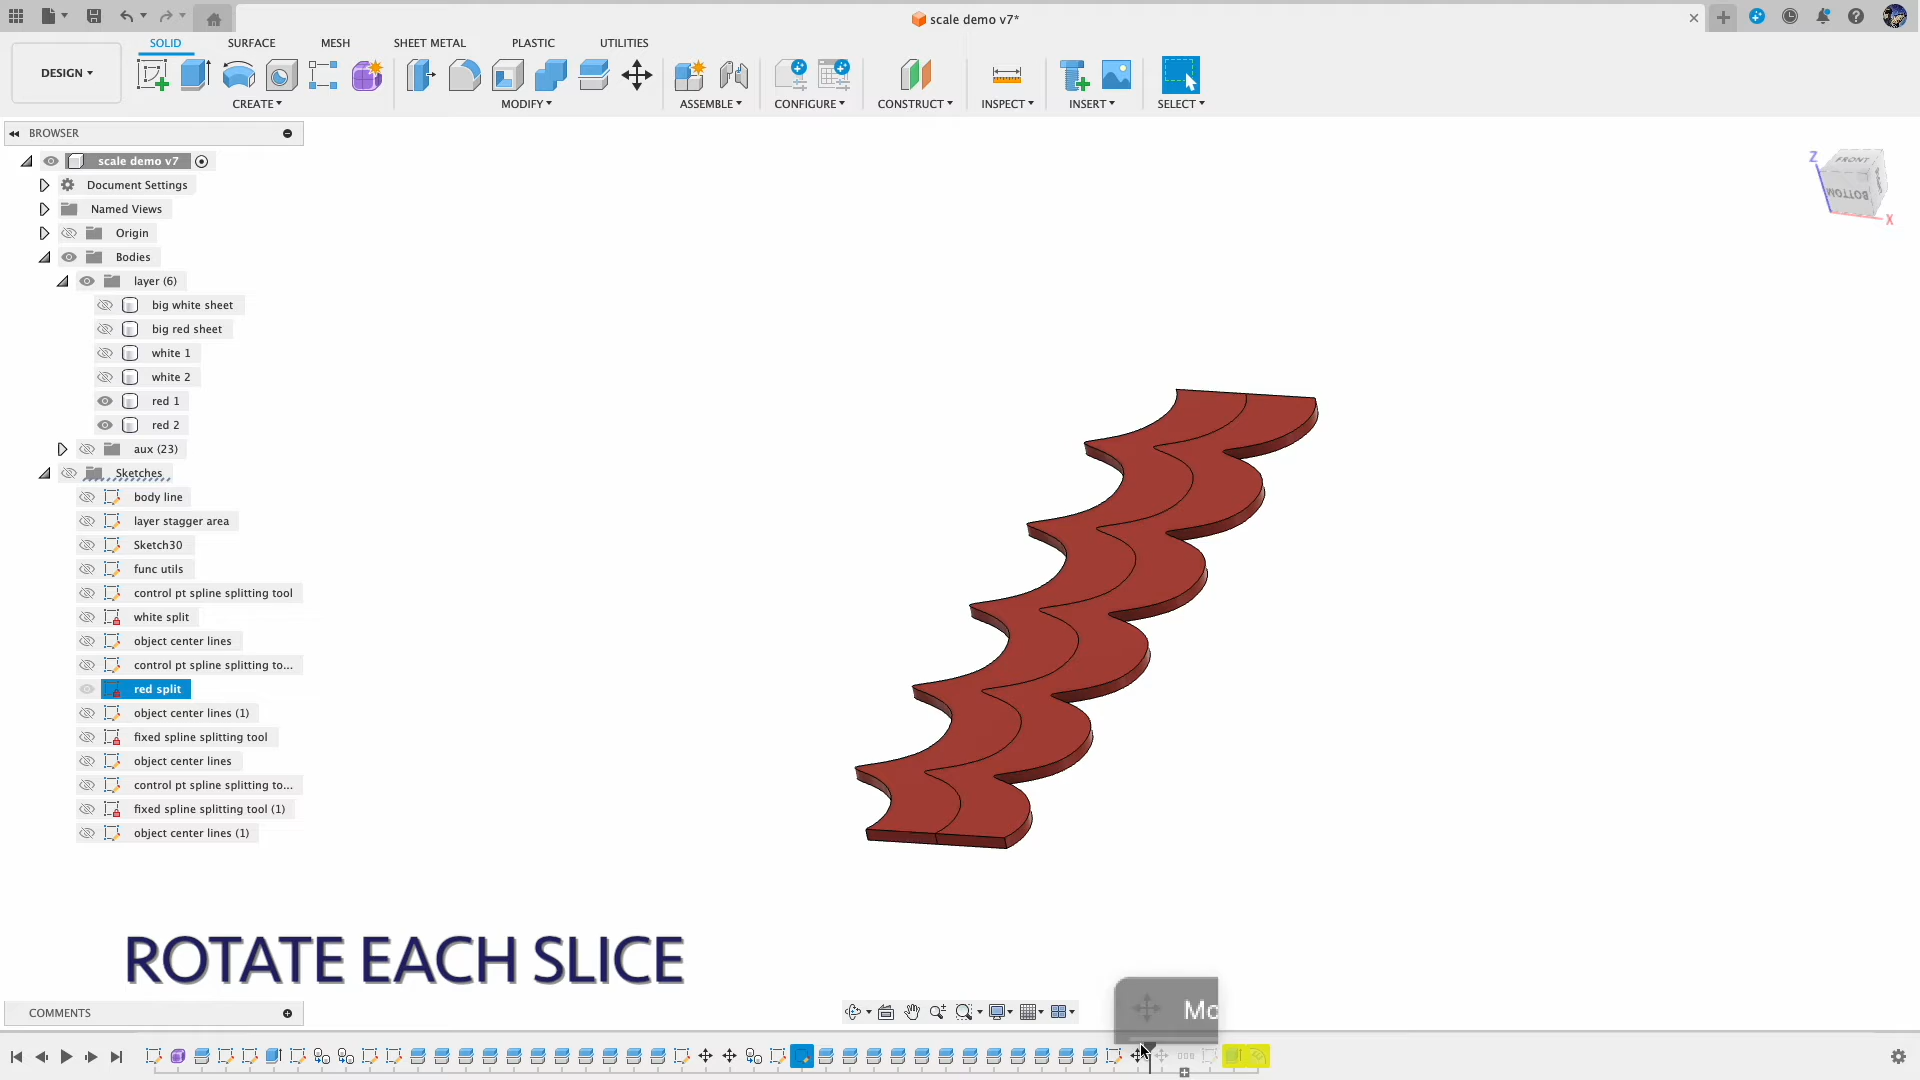 scale demo v7*
SOLID SURFACE MESH SHEET METAL PLASTIC UTILITIES
DESIGN
CREATE MODIFY ASSEMBLE CONFIGURE CONSTRUCT INSPECT INSERT SELECT
BROWSER
scale demo v7
Document Settings
Named Views
Origin
Bodies
layer (6)
big white sheet
big red sheet
white 1
white 2
red 1
red 2
aux (23)
Sketches
body line
layer stagger area
Sketch30
func utils
control pt spline splitting tool
white split
object center lines
control pt spline splitting to...
red split
object center lines (1)
fixed spline splitting tool
object center lines
control pt spline splitting to...
fixed spline splitting tool (1)
object center lines (1)
Z
FRONT
BOTTOM
X
ROTATE EACH SLICE
COMMENTS
Mo